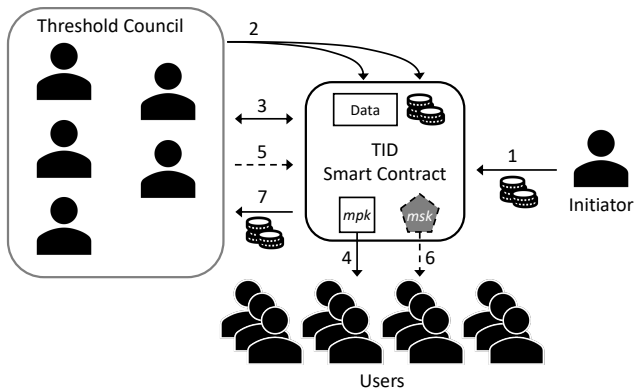 Threshold Council
2
Data
3
TID
Smart Contract
5
1
7
mpk
msk
Initiator
4
6
Users